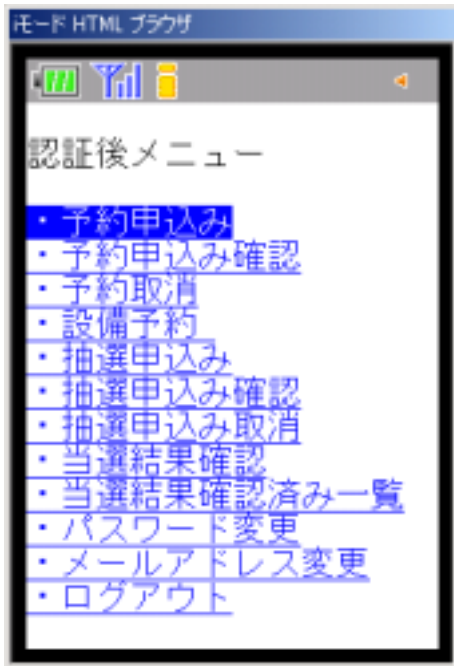 iモード HTML ブラウザ
認証後メニュー
・予約申込み
・予約申込み確認
・予約取消
・設備予約
・抽選申込み
・抽選申込み確認
・抽選申込み取消
・当選結果確認
・当選結果確認済み一覧
・パスワード変更
・メールアドレス変更
・ログアウト